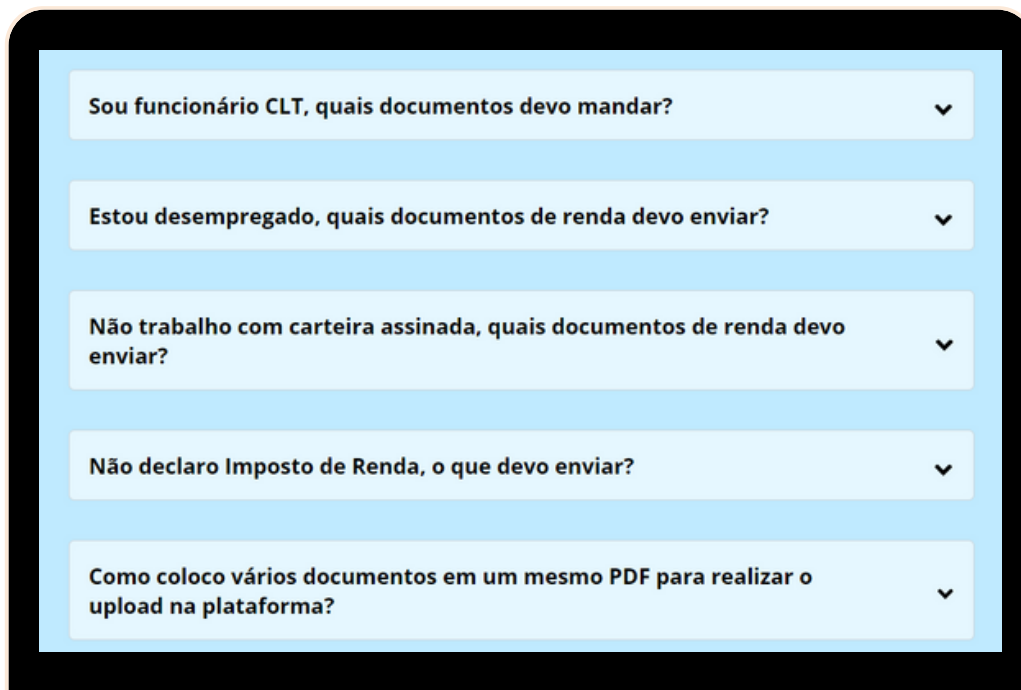 Sou funcionário CLT, quais documentos devo mandar?
Estou desempregado, quais documentos de renda devo enviar?
Não trabalho com carteira assinada, quais documentos de renda devo
enviar?
Não declaro Imposto de Renda, o que devo enviar?
Como coloco vários documentos em um mesmo PDF para realizar o
upload na plataforma?